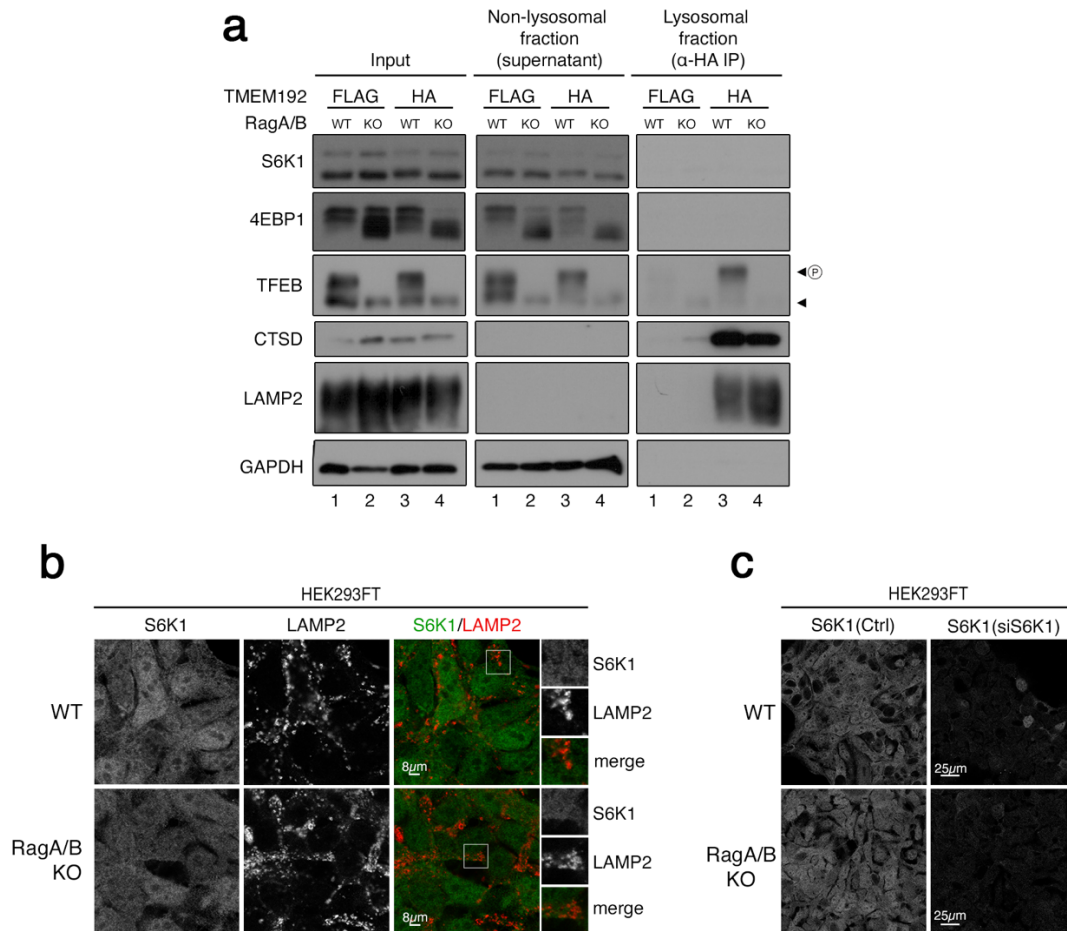 a
Non-lysosomal
fraction
(supernatant)
Lysosomal
fraction
(α-HA IP)
Input
TMEM192 FLAG HA FLAG HA FLAG HA
RagA/B WT KO WT KO WT KO WT KO WT KO WT KO
S6K1
4EBP1
TFEB
P
CTSD
LAMP2
GAPDH
1 2 3 4 1 2 3 4 1 2 3 4
b
HEK293FT
S6K1 LAMP2 S6K1/LAMP2
WT
S6K1
LAMP2
merge
8µm
RagA/B
KO
S6K1
LAMP2
merge
8µm
c
HEK293FT
S6K1(Ctrl) S6K1(siS6K1)
WT
25µm 25µm
RagA/B
KO
25µm 25µm